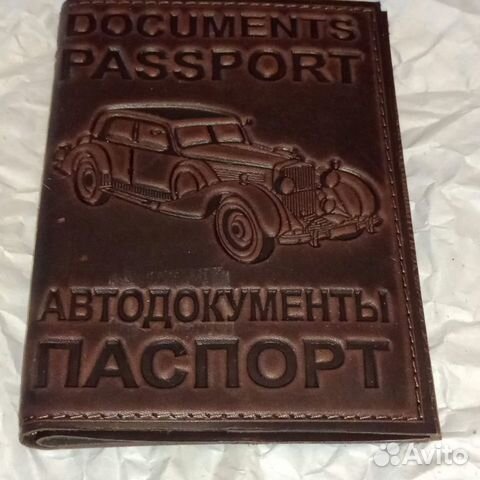 DOCUMENTS
PASSPORT
АВТОДОКУМЕНТЫ
ПАСПОРТ
Avito